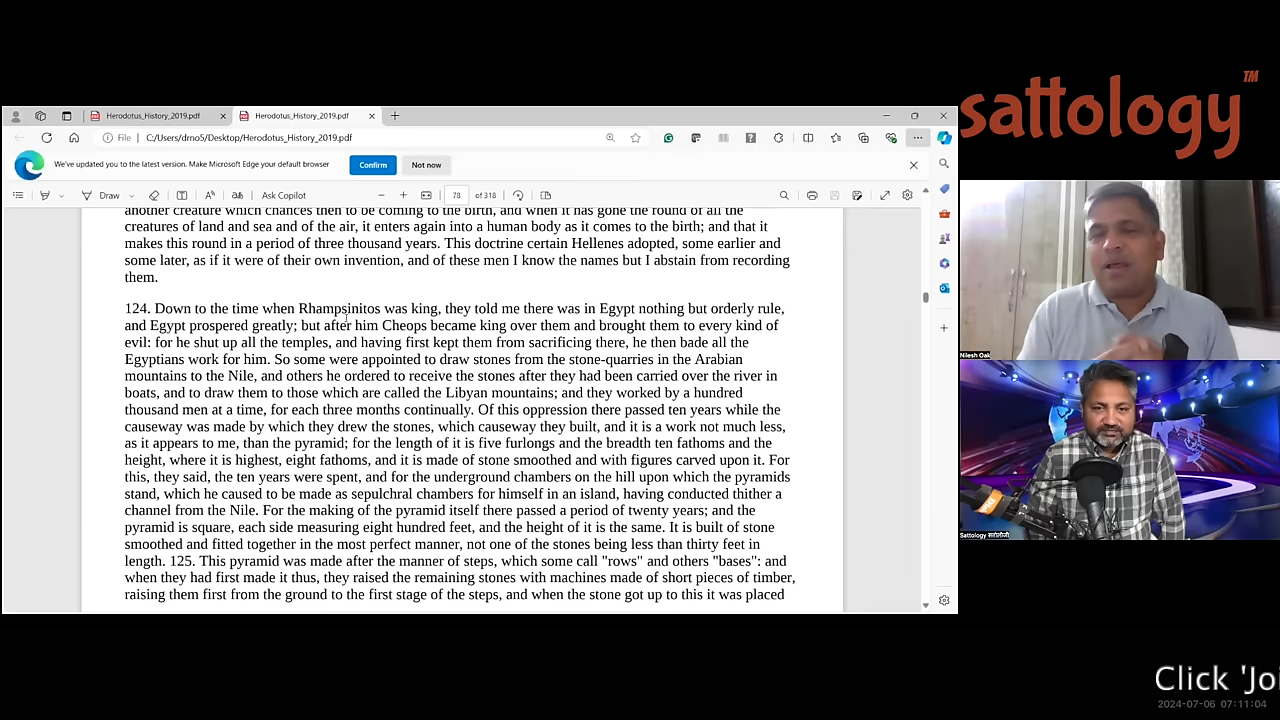 sattology™
Herodotus_History_2019.pdf
Herodotus_History_2019.pdf
File
C:/Users/drno5/Desktop/Herodotus_History_2019.pdf
We've updated you to the latest version. Make Microsoft Edge your default browser
Confirm
Not now
Draw
Ask Copilot
78 of 318
another creature which chances then to be coming to the birth, and when it has gone the round of all the
creatures of land and sea and of the air, it enters again into a human body as it comes to the birth; and that it
makes this round in a period of three thousand years. This doctrine certain Hellenes adopted, some earlier and
some later, as if it were of their own invention, and of these men I know the names but I abstain from recording
them.
124. Down to the time when Rhampsinitos was king, they told me there was in Egypt nothing but orderly rule,
and Egypt prospered greatly; but after him Cheops became king over them and brought them to every kind of
evil: for he shut up all the temples, and having first kept them from sacrificing there, he then bade all the
Egyptians work for him. So some were appointed to draw stones from the stone-quarries in the Arabian
mountains to the Nile, and others he ordered to receive the stones after they had been carried over the river in
boats, and to draw them to those which are called the Libyan mountains; and they worked by a hundred
thousand men at a time, for each three months continually. Of this oppression there passed ten years while the
causeway was made by which they drew the stones, which causeway they built, and it is a work not much less,
as it appears to me, than the pyramid; for the length of it is five furlongs and the breadth ten fathoms and the
height, where it is highest, eight fathoms, and it is made of stone smoothed and with figures carved upon it. For
this, they said, the ten years were spent, and for the underground chambers on the hill upon which the pyramids
stand, which he caused to be made as sepulchral chambers for himself in an island, having conducted thither a
channel from the Nile. For the making of the pyramid itself there passed a period of twenty years; and the
pyramid is square, each side measuring eight hundred feet, and the height of it is the same. It is built of stone
smoothed and fitted together in the most perfect manner, not one of the stones being less than thirty feet in
length. 125. This pyramid was made after the manner of steps, which some call "rows" and others "bases": and
when they had first made it thus, they raised the remaining stones with machines made of short pieces of timber,
raising them first from the ground to the first stage of the steps, and when the stone got up to this it was placed
Nilesh Oak
Sattology सत्तोलॉजी
Click 'Joi
2024-07-06 07:11:04